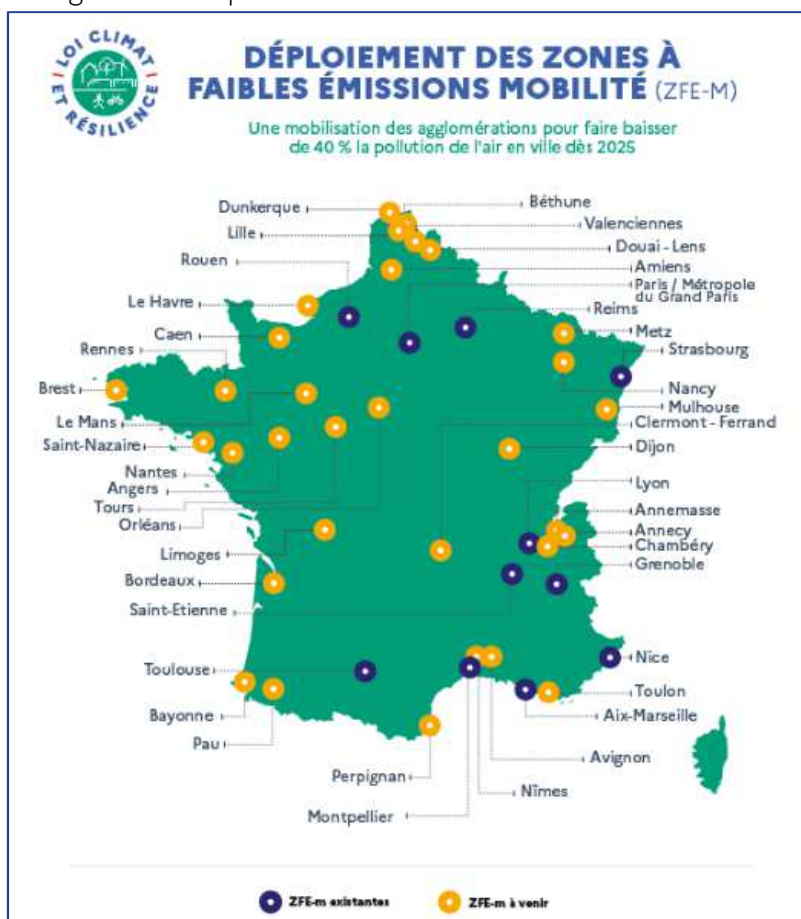 LOI CLIMAT
ET RÉSILIENCE
DÉPLOIEMENT DES ZONES À
FAIBLES ÉMISSIONS MOBILITÉ (ZFE-M)
Une mobilisation des agglomérations pour faire baisser
de 40 % la pollution de l'air en ville dès 2025
Dunkerque
Béthune
Lille
Valenciennes
Rouen
Douai - Lens
Amiens
Paris / Métropole
du Grand Paris
Le Havre
Reims
Caen
Metz
Rennes
Strasbourg
Brest
Nancy
Le Mans
Mulhouse
Clermont - Ferrand
Saint-Nazaire
Dijon
Nantes
Angers
Lyon
Tours
Annemasse
Orléans
Annecy
Chambéry
Limoges
Grenoble
Bordeaux
Saint-Etienne
Toulouse
Nice
Toulon
Bayonne
Aix-Marseille
Pau
Avignon
Perpignan
Nîmes
Montpellier
ZFE-m existantes
ZFE-m à venir